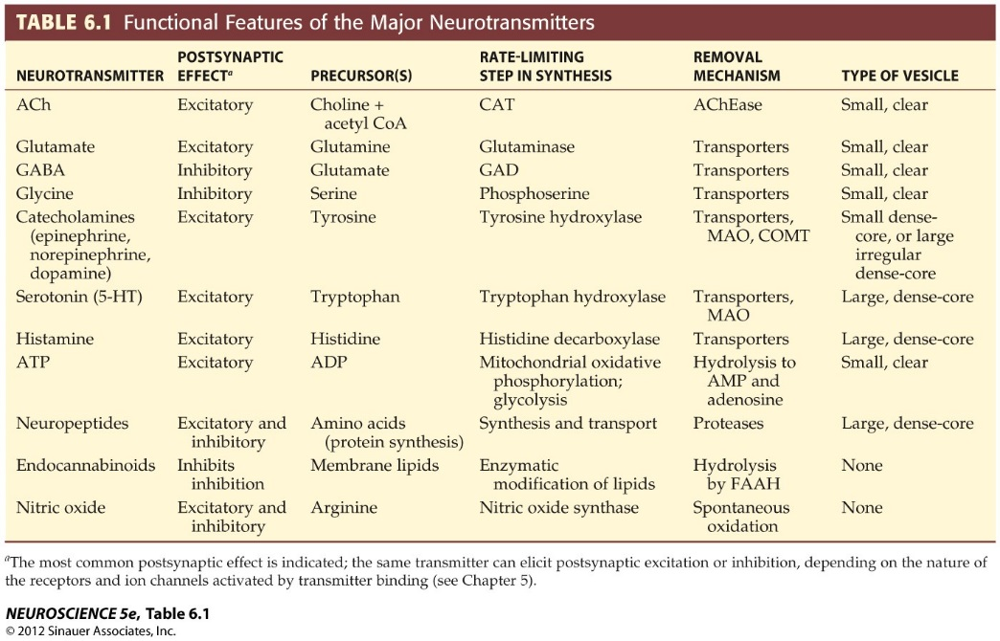 TABLE 6.1 Functional Features of the Major Neurotransmitters
POSTSYNAPTIC RATE-LIMITING REMOVAL
NEUROTRANSMITTER EFFECTᵃ PRECURSOR(S) STEP IN SYNTHESIS MECHANISM TYPE OF VESICLE
ACh Excitatory Choline + CAT AChEase Small, clear
acetyl CoA
Glutamate Excitatory Glutamine Glutaminase Transporters Small, clear
GABA Inhibitory Glutamate GAD Transporters Small, clear
Glycine Inhibitory Serine Phosphoserine Transporters Small, clear
Catecholamines Excitatory Tyrosine Tyrosine hydroxylase Transporters, Small dense-
(epinephrine, MAO, COMT core, or large
norepinephrine, irregular
dopamine) dense-core
Serotonin (5-HT) Excitatory Tryptophan Tryptophan hydroxylase Transporters, Large, dense-core
MAO
Histamine Excitatory Histidine Histidine decarboxylase Transporters Large, dense-core
ATP Excitatory ADP Mitochondrial oxidative Hydrolysis to Small, clear
phosphorylation; AMP and
glycolysis adenosine
Neuropeptides Excitatory and Amino acids Synthesis and transport Proteases Large, dense-core
inhibitory (protein synthesis)
Endocannabinoids Inhibits Membrane lipids Enzymatic Hydrolysis None
inhibition modification of lipids by FAAH
Nitric oxide Excitatory and Arginine Nitric oxide synthase Spontaneous None
inhibitory oxidation
ᵃThe most common postsynaptic effect is indicated; the same transmitter can elicit postsynaptic excitation or inhibition, depending on the nature of
the receptors and ion channels activated by transmitter binding (see Chapter 5).
NEUROSCIENCE 5e, Table 6.1
© 2012 Sinauer Associates, Inc.